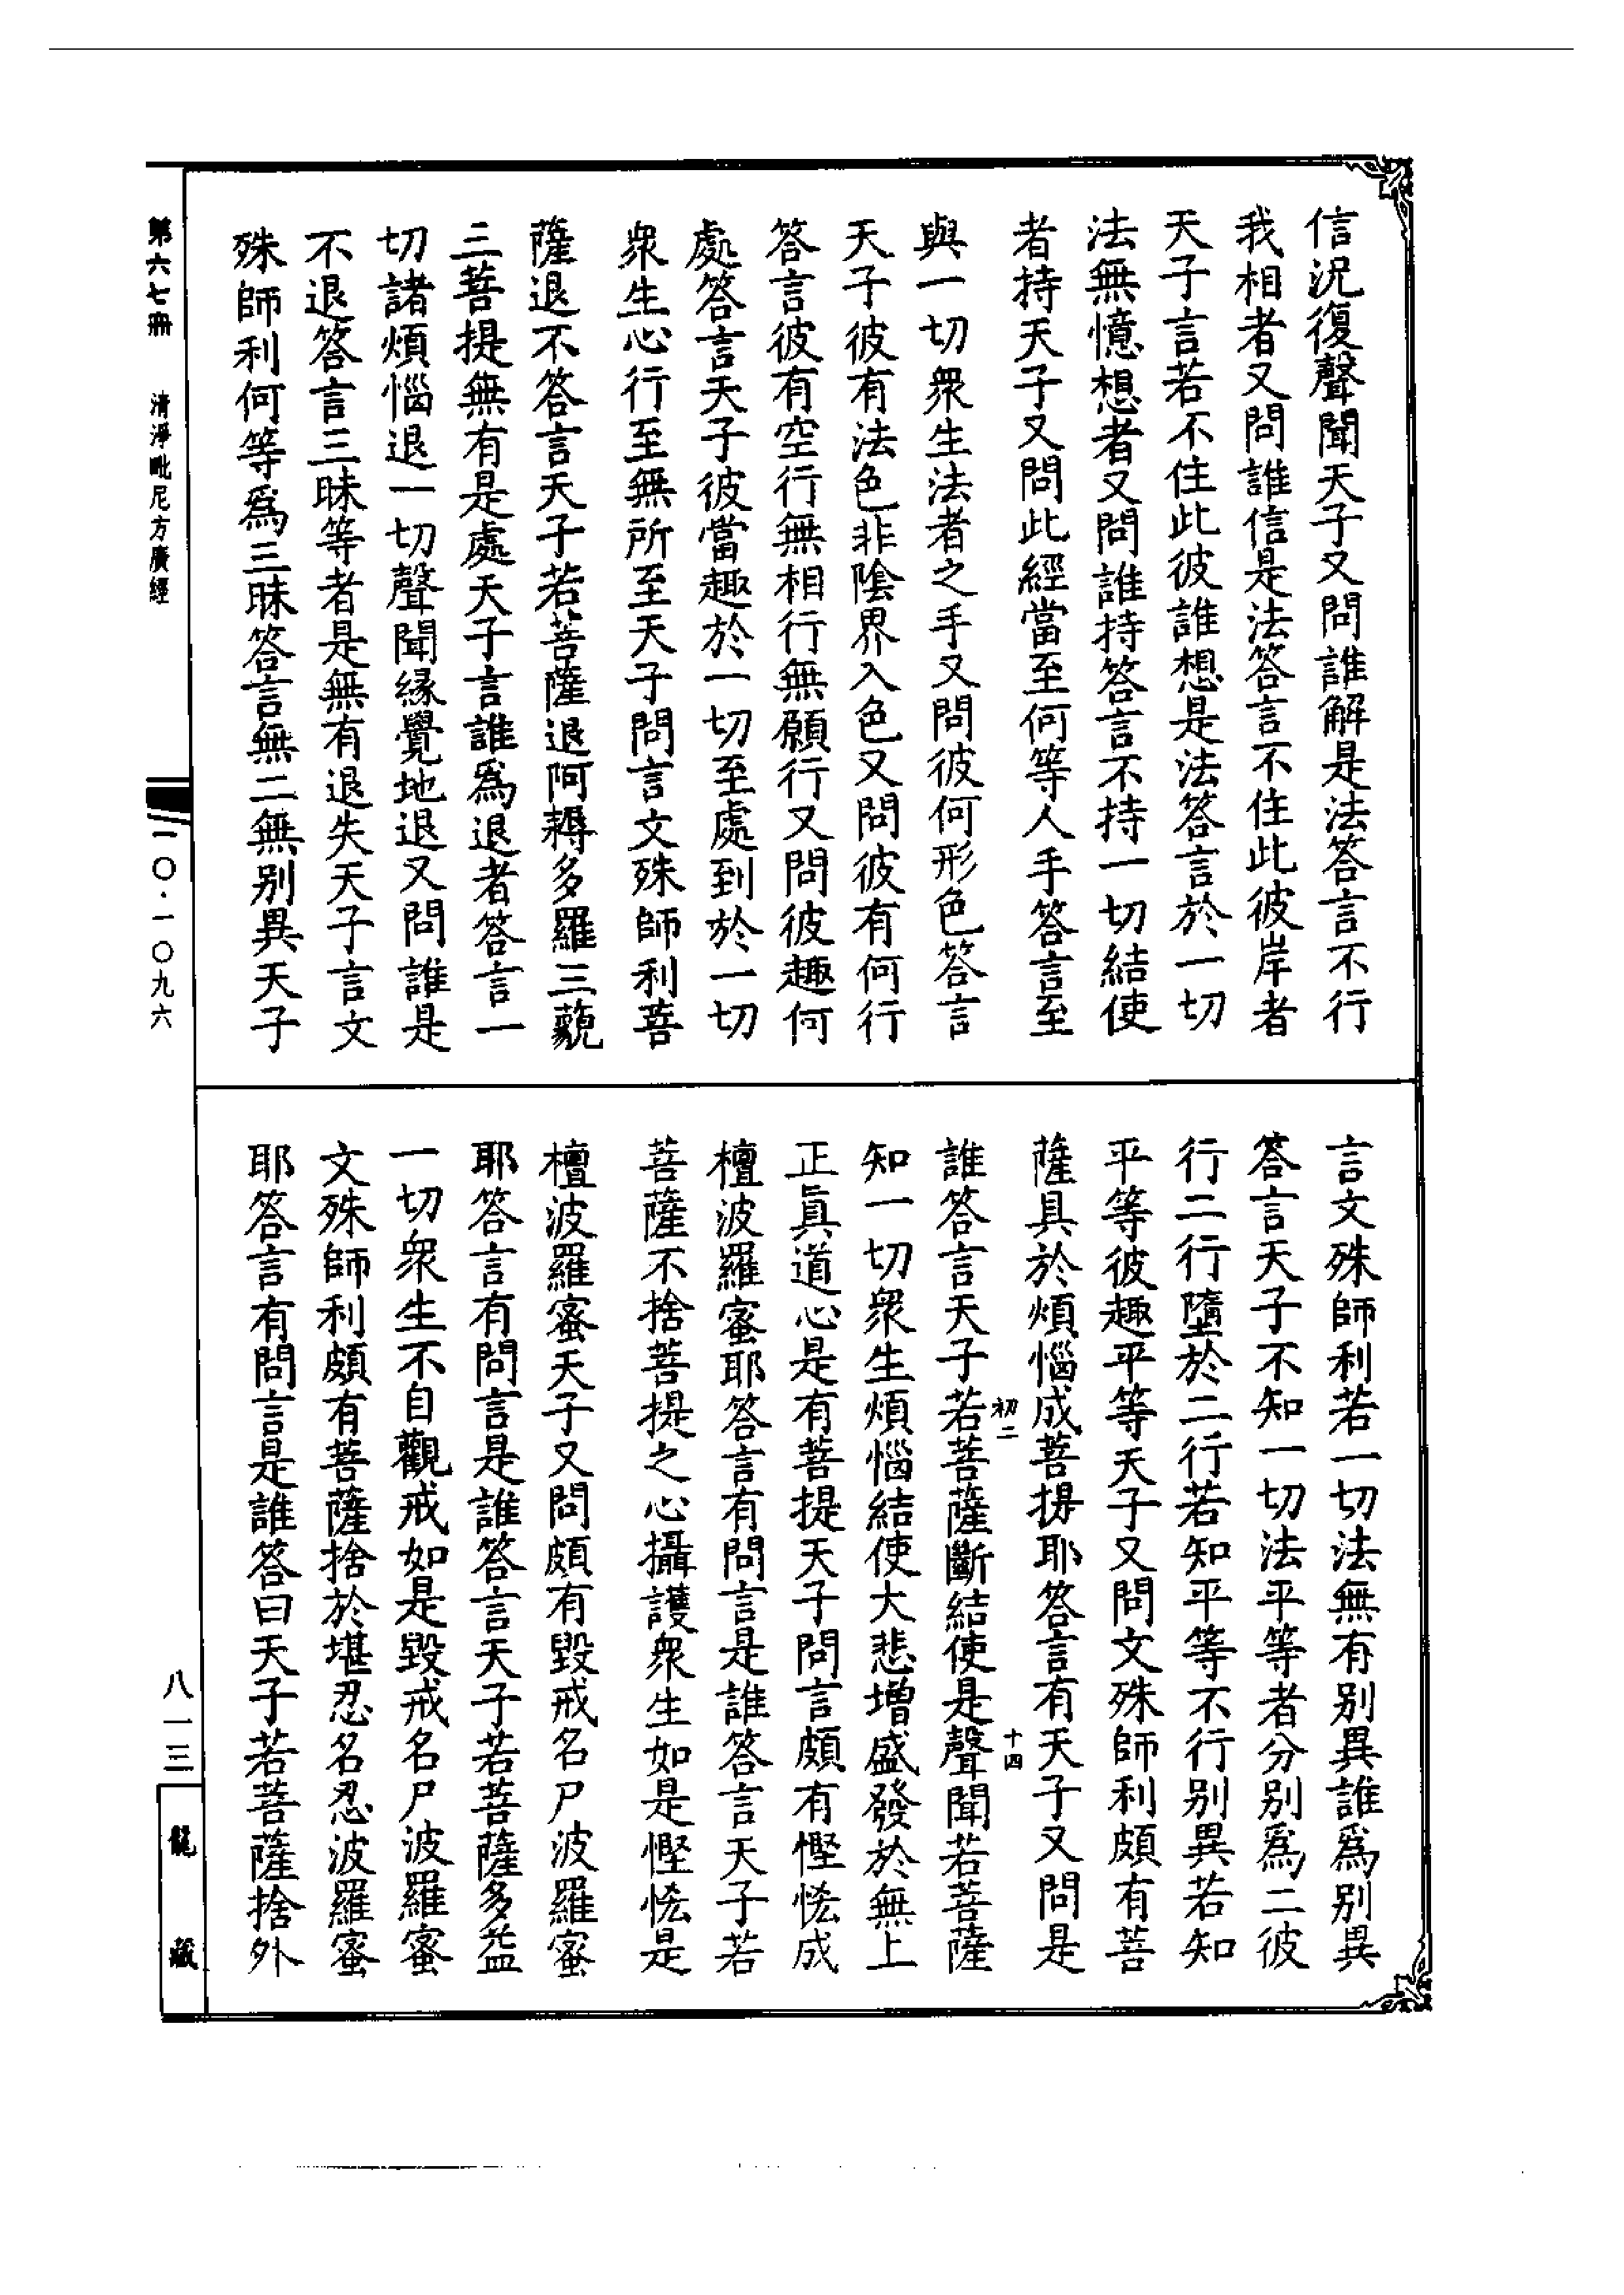 信況復聲聞天子又問誰解是法答言不行
我相者又問誰信是法答言不住此彼岸者
天子言若不住此彼誰想是法答言於一切
法無憶想者又問誰持答言不持一切結使
者持天子又問此經當至何等人手答言至
與一切衆生法者之手又問彼何形色答言
天子彼有法色非陰界入色又問彼有何行
答言彼有空行無相行無願行又問彼趣何
處答言天子彼當趣於一切至處到於一切
衆生心行至無所至天子問言文殊師利菩
薩退不答言天子若菩薩退阿耨多羅三藐
三菩提無有是處天子言誰爲退者答言一
切諸煩惱退一切聲聞緣覺地退又問誰是
不退答言三昧等者是無有退失天子言文
殊師利何等爲三昧答言無二無別異天子
言文殊師利若一切法無有別異誰爲別異
答言天子不知一切法平等者分別爲二彼
行二行墮於二行若知平等不行別異若知
平等彼趣平等天子又問文殊師利頗有菩
薩具於煩惱成菩提耶答言有天子又問是
初二 十四
誰答言天子若菩薩斷結使是聲聞若菩薩
知一切衆生煩惱結使大悲增盛發於無上
正眞道心是有菩提天子問言頗有慳悋成
檀波羅蜜耶答言有問言是誰答言天子若
菩薩不捨菩提之心攝護衆生如是慳悋是
檀波羅蜜天子又問頗有毀戒名尸波羅蜜
耶答言有問言是誰答言天子若菩薩多益
一切衆生不自觀戒如是毀戒名尸波羅蜜
文殊師利頗有菩薩捨於堪忍名忍波羅蜜
耶答言有問言是誰答曰天子若菩薩捨外
第六七冊 清淨毗尼方廣經
一〇·一〇九六
八一三
龍藏